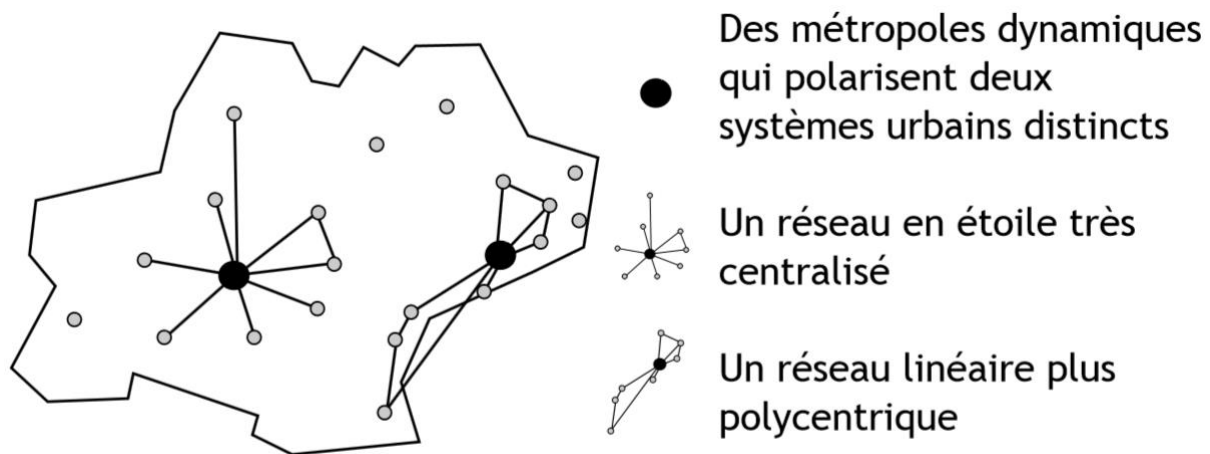 Des métropoles dynamiques
qui polarisent deux
systèmes urbains distincts
Un réseau en étoile très
centralisé
Un réseau linéaire plus
polycentrique